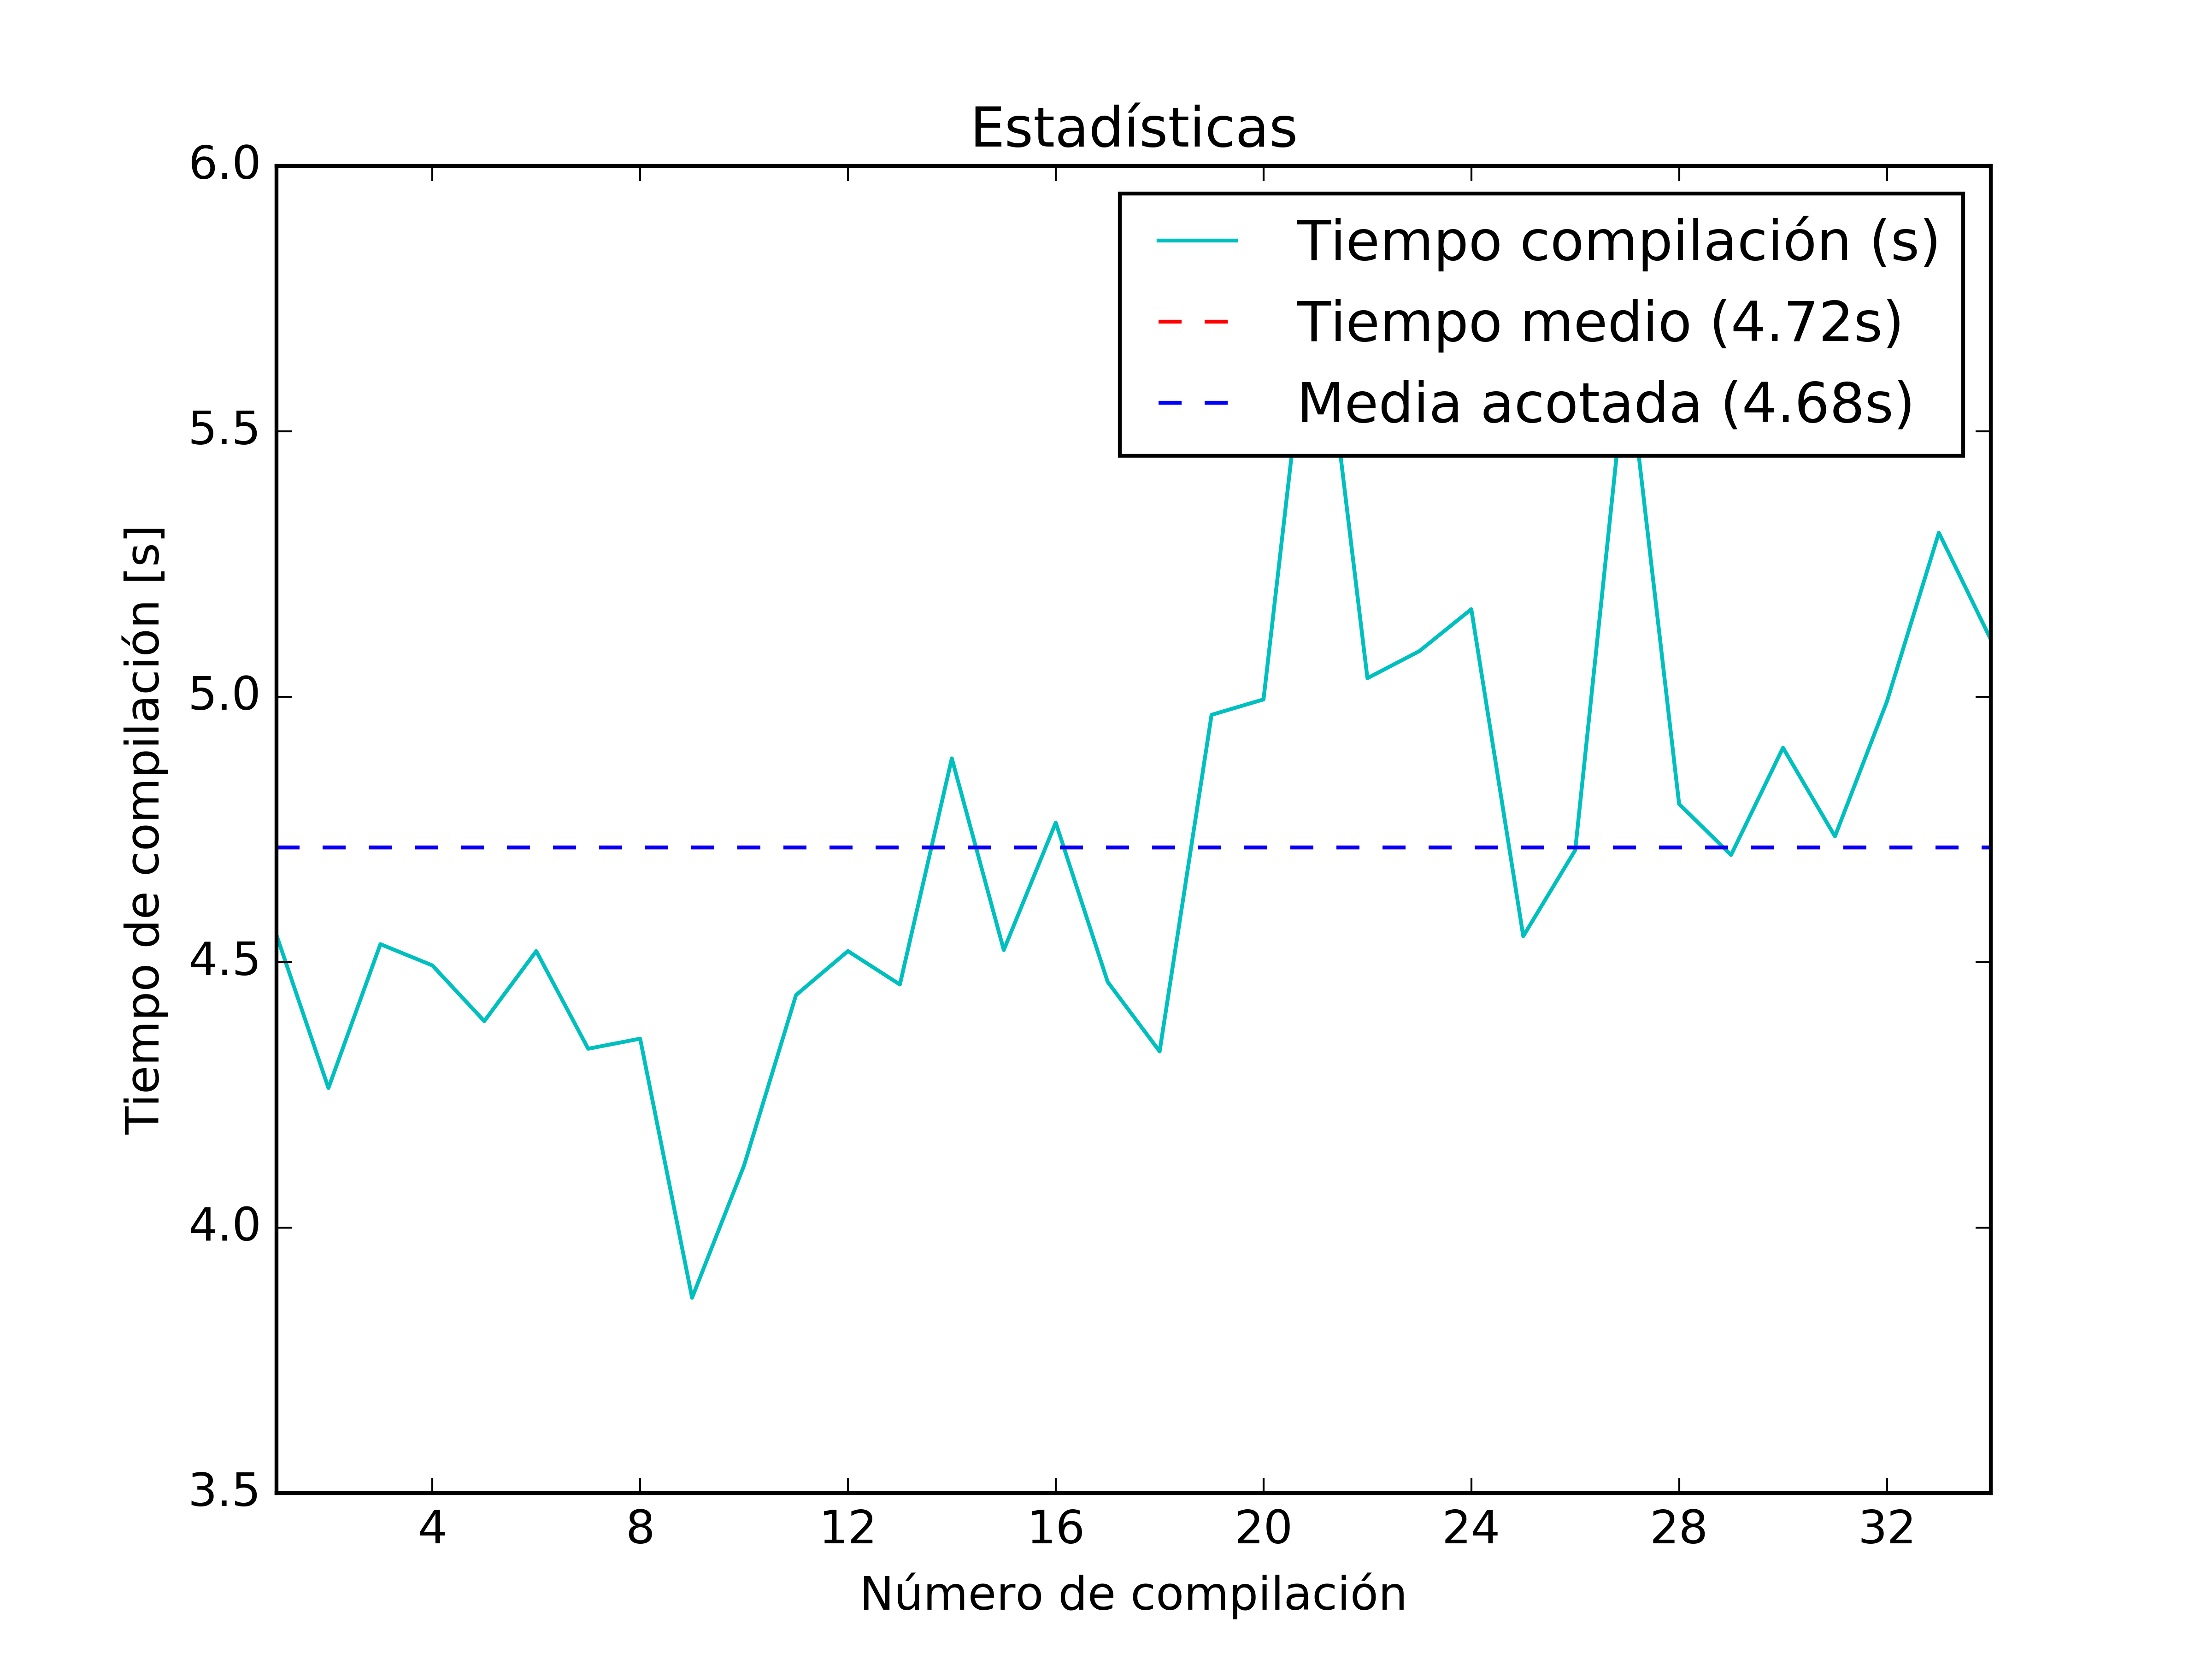 Estadísticas
6.0
5.5
5.0
4.5
4.0
3.5
Tiempo de compilación [s]
Tiempo compilación (s)
Tiempo medio (4.72s)
Media acotada (4.68s)
4 8 12 16 20 24 28 32
Número de compilación